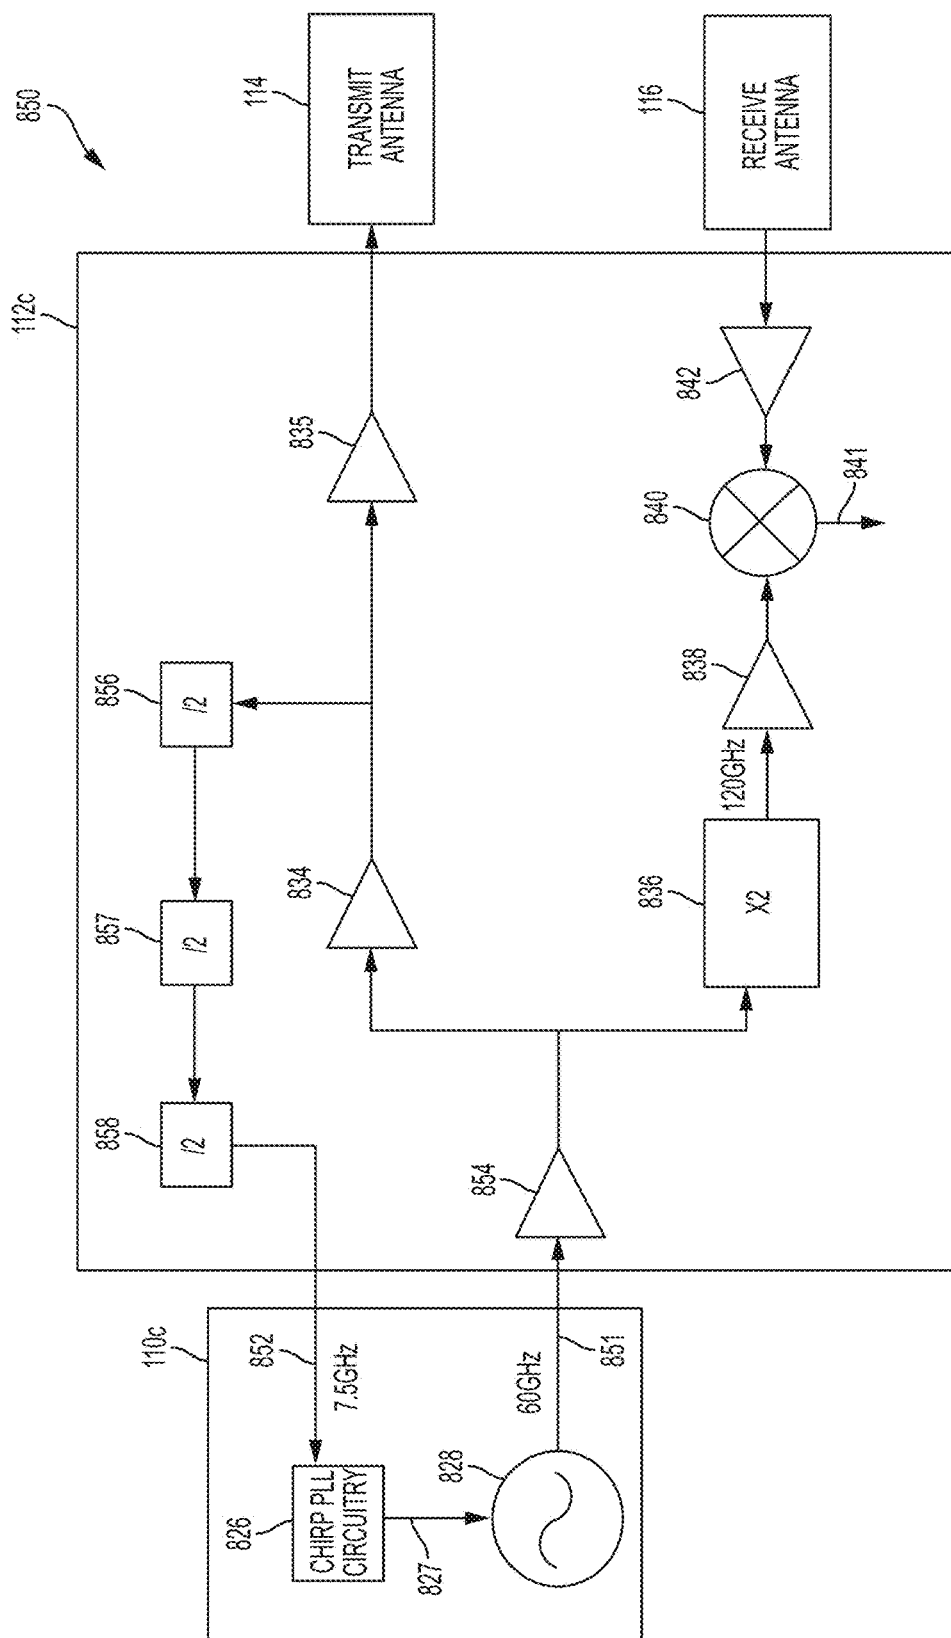 850
114
TRANSMIT
ANTENNA
116
RECEIVE
ANTENNA
112c
856
/2
857
/2
858
/2
835
834
854
842
840
841
838
120GHz
836
X2
110c
852
7.5GHz
826
CHIRP PLL
CIRCUITRY
827
828
60GHz
851